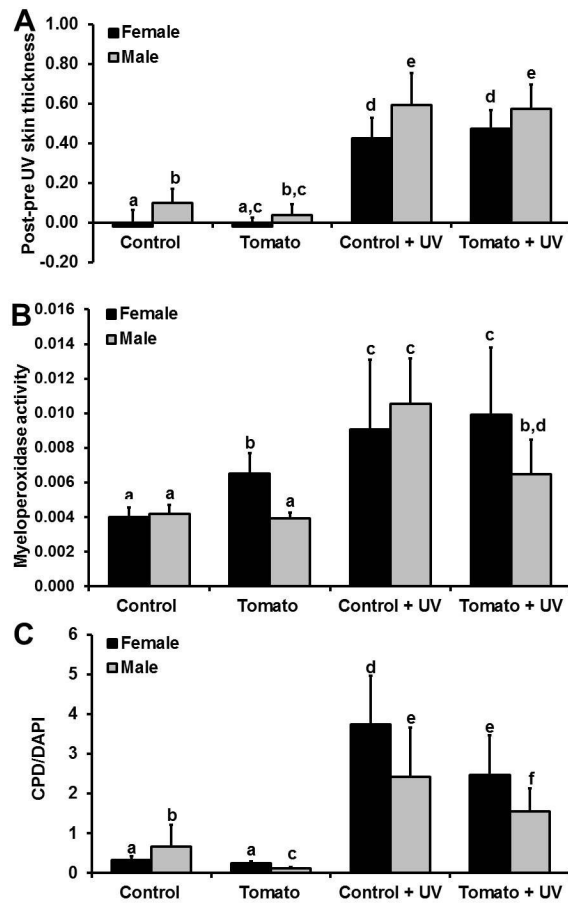 A
Female
Male
Post-pre UV skin thickness
1.00
0.80
0.60
0.40
0.20
0.00
-0.20
a
b
a,c
b,c
d
e
d
e
Control
Tomato
Control + UV
Tomato + UV
B
Female
Male
Myeloperoxidase activity
0.016
0.014
0.012
0.010
0.008
0.006
0.004
0.002
0.000
a
a
b
a
c
c
c
b,d
Control
Tomato
Control + UV
Tomato + UV
C
Female
Male
CPD/DAPI
6
5
4
3
2
1
0
a
b
a
c
d
e
e
f
Control
Tomato
Control + UV
Tomato + UV